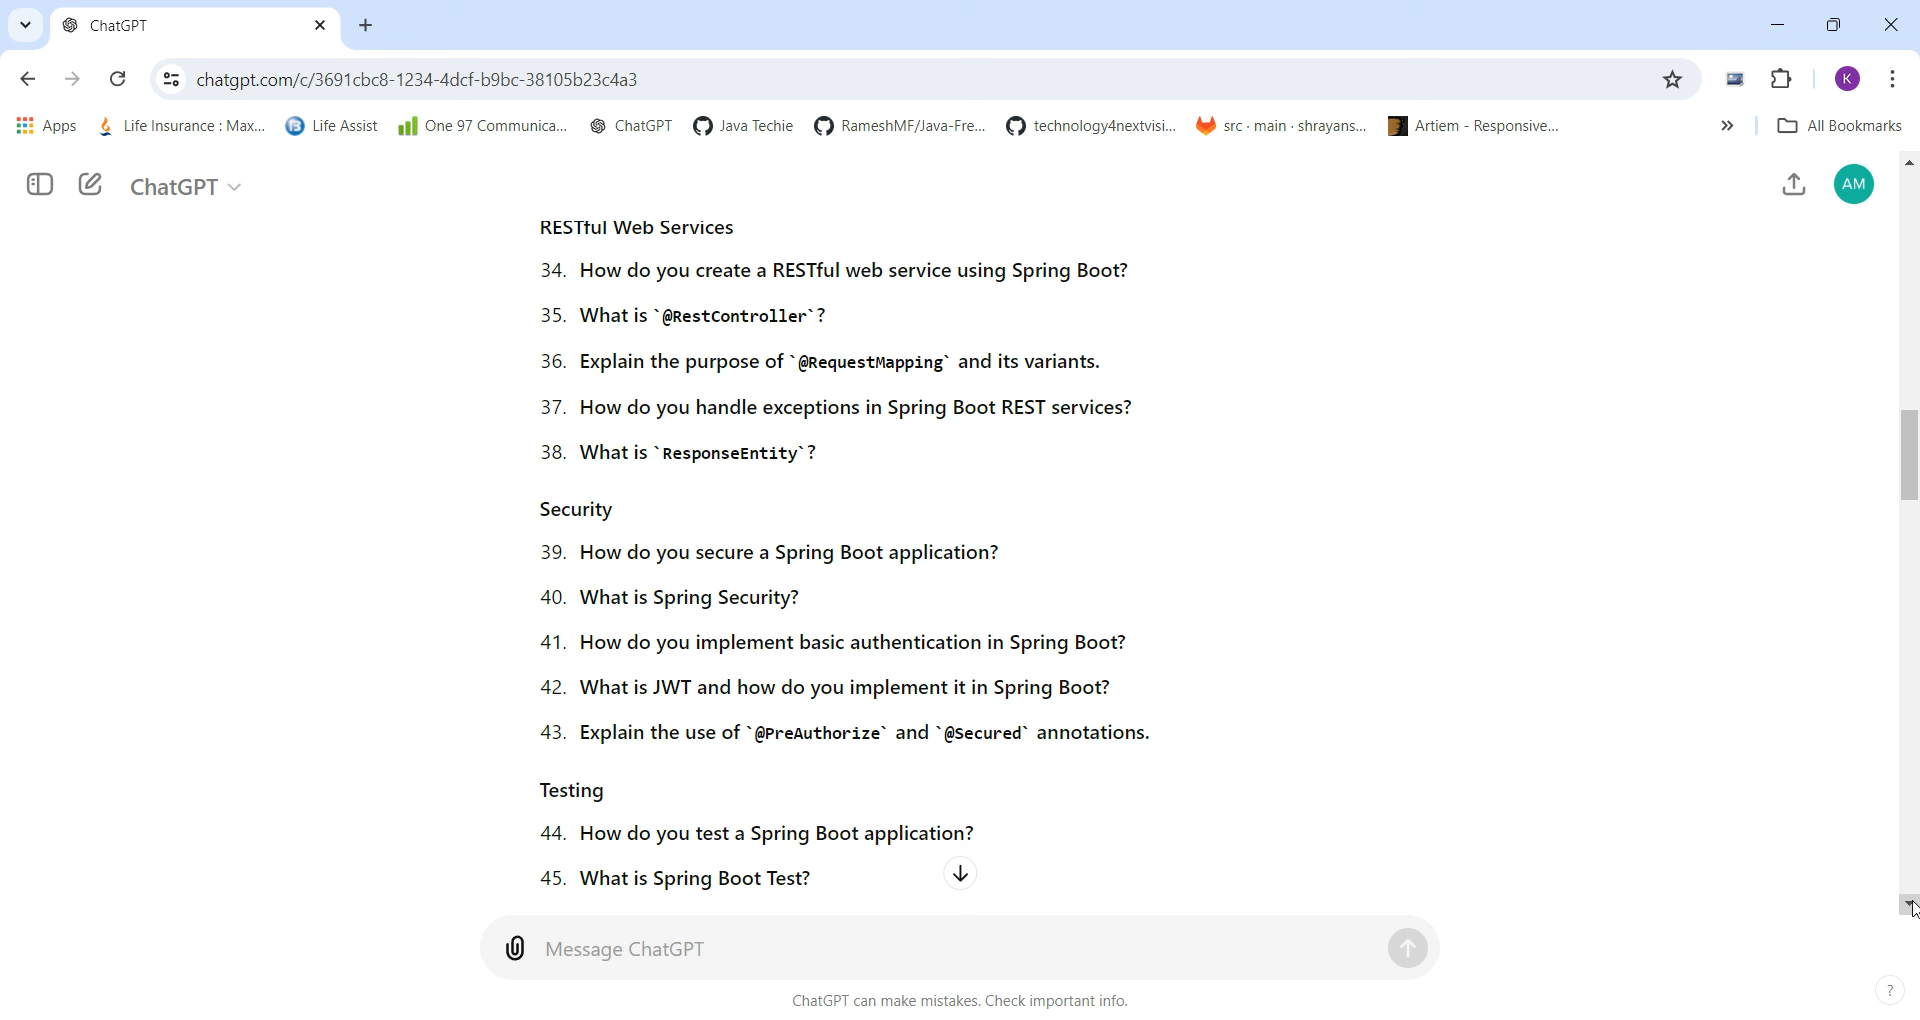 ChatGPT
chatgpt.com/c/3691cbc8-1234-4dcf-b9bc-38105b23c4a3
K
Apps
Life Insurance : Max...
Life Assist
One 97 Communica...
ChatGPT
Java Techie
RameshMF/Java-Fre...
technology4nextvisi...
src · main · shrayans...
Artiem - Responsive...
All Bookmarks
ChatGPT
AM
RESTful Web Services
34. How do you create a RESTful web service using Spring Boot?
35. What is `@RestController`?
36. Explain the purpose of `@RequestMapping` and its variants.
37. How do you handle exceptions in Spring Boot REST services?
38. What is `ResponseEntity`?
Security
39. How do you secure a Spring Boot application?
40. What is Spring Security?
41. How do you implement basic authentication in Spring Boot?
42. What is JWT and how do you implement it in Spring Boot?
43. Explain the use of `@PreAuthorize` and `@Secured` annotations.
Testing
44. How do you test a Spring Boot application?
45. What is Spring Boot Test?
Message ChatGPT
ChatGPT can make mistakes. Check important info.
?